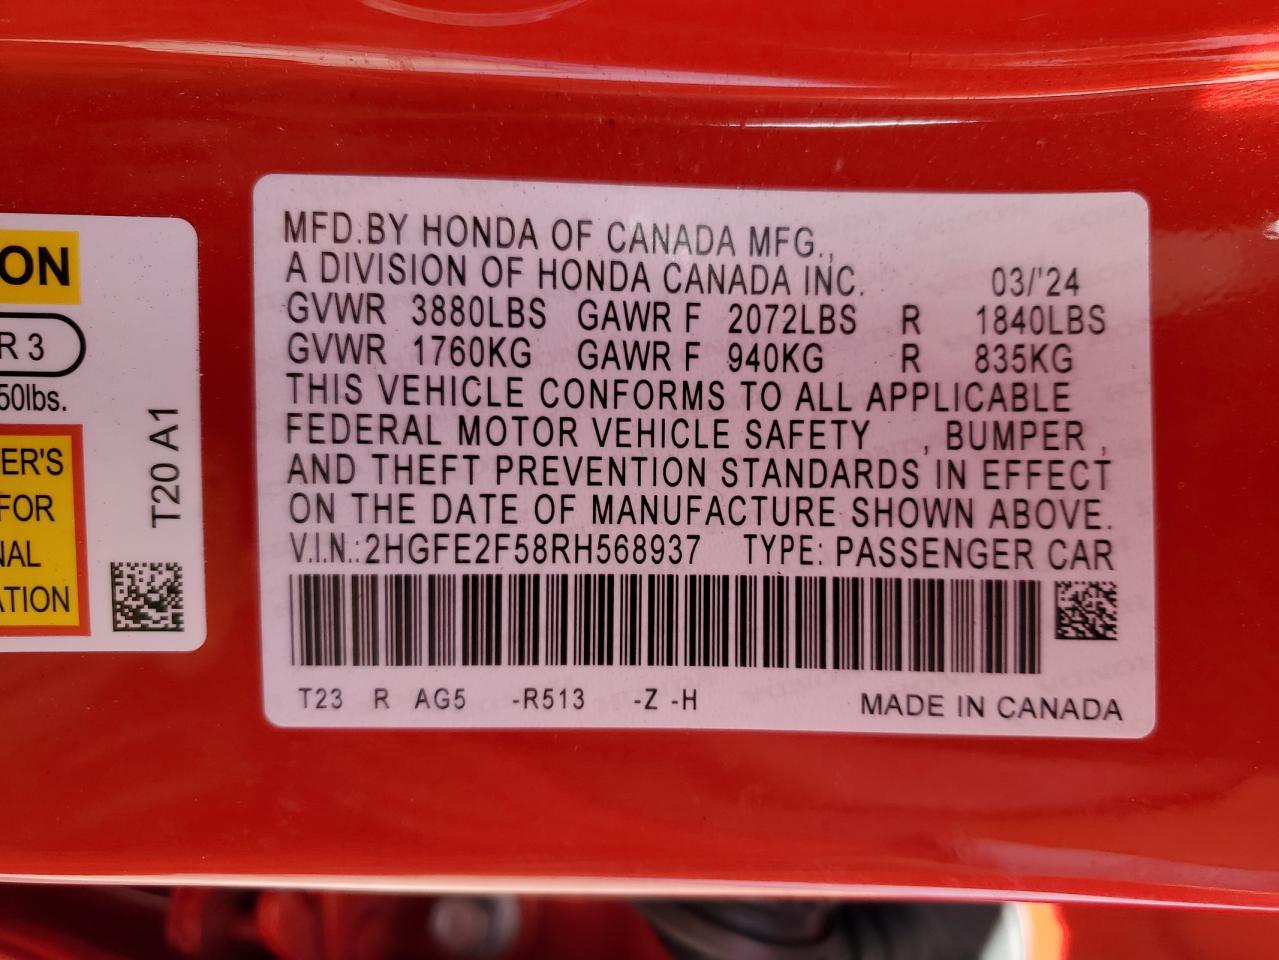 ON
R 3
50lbs.
ER'S
FOR
NAL
ATION
T20 A1
MFD.BY HONDA OF CANADA MFG.,
A DIVISION OF HONDA CANADA INC. 03/'24
GVWR 3880LBS GAWR F 2072LBS R 1840LBS
GVWR 1760KG GAWR F 940KG R 835KG
THIS VEHICLE CONFORMS TO ALL APPLICABLE
FEDERAL MOTOR VEHICLE SAFETY , BUMPER ,
AND THEFT PREVENTION STANDARDS IN EFFECT
ON THE DATE OF MANUFACTURE SHOWN ABOVE.
V.I.N.:2HGFE2F58RH568937 TYPE: PASSENGER CAR
T23 R AG5 -R513 -Z -H MADE IN CANADA